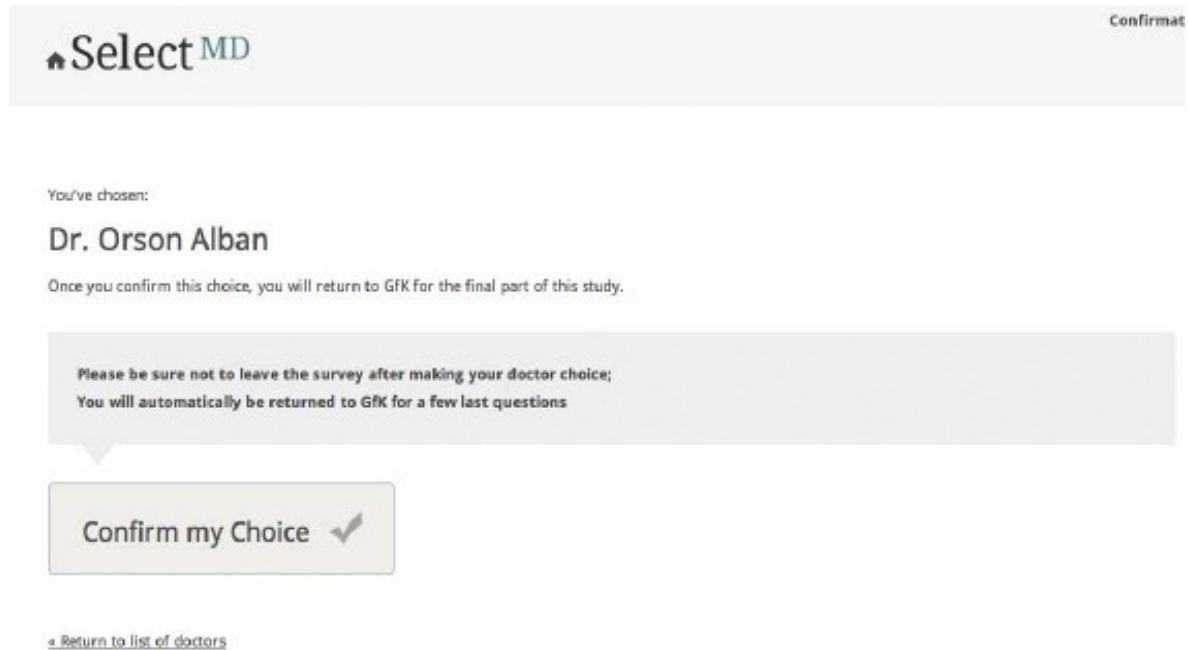 Confirmat
Select MD
You've chosen:
Dr. Orson Alban
Once you confirm this choice, you will return to GfK for the final part of this study.
Please be sure not to leave the survey after making your doctor choice;
You will automatically be returned to GfK for a few last questions
Confirm my Choice
« Return to list of doctors